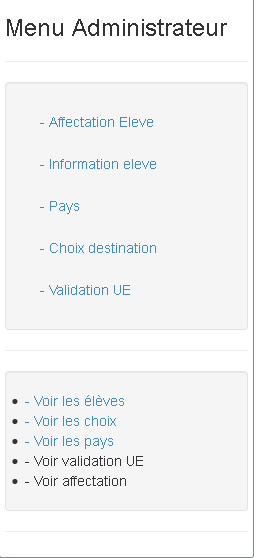 Menu Administrateur
- Affectation Eleve
- Information eleve
- Pays
- Choix destination
- Validation UE
- Voir les élèves
- Voir les choix
- Voir les pays
- Voir validation UE
- Voir affectation